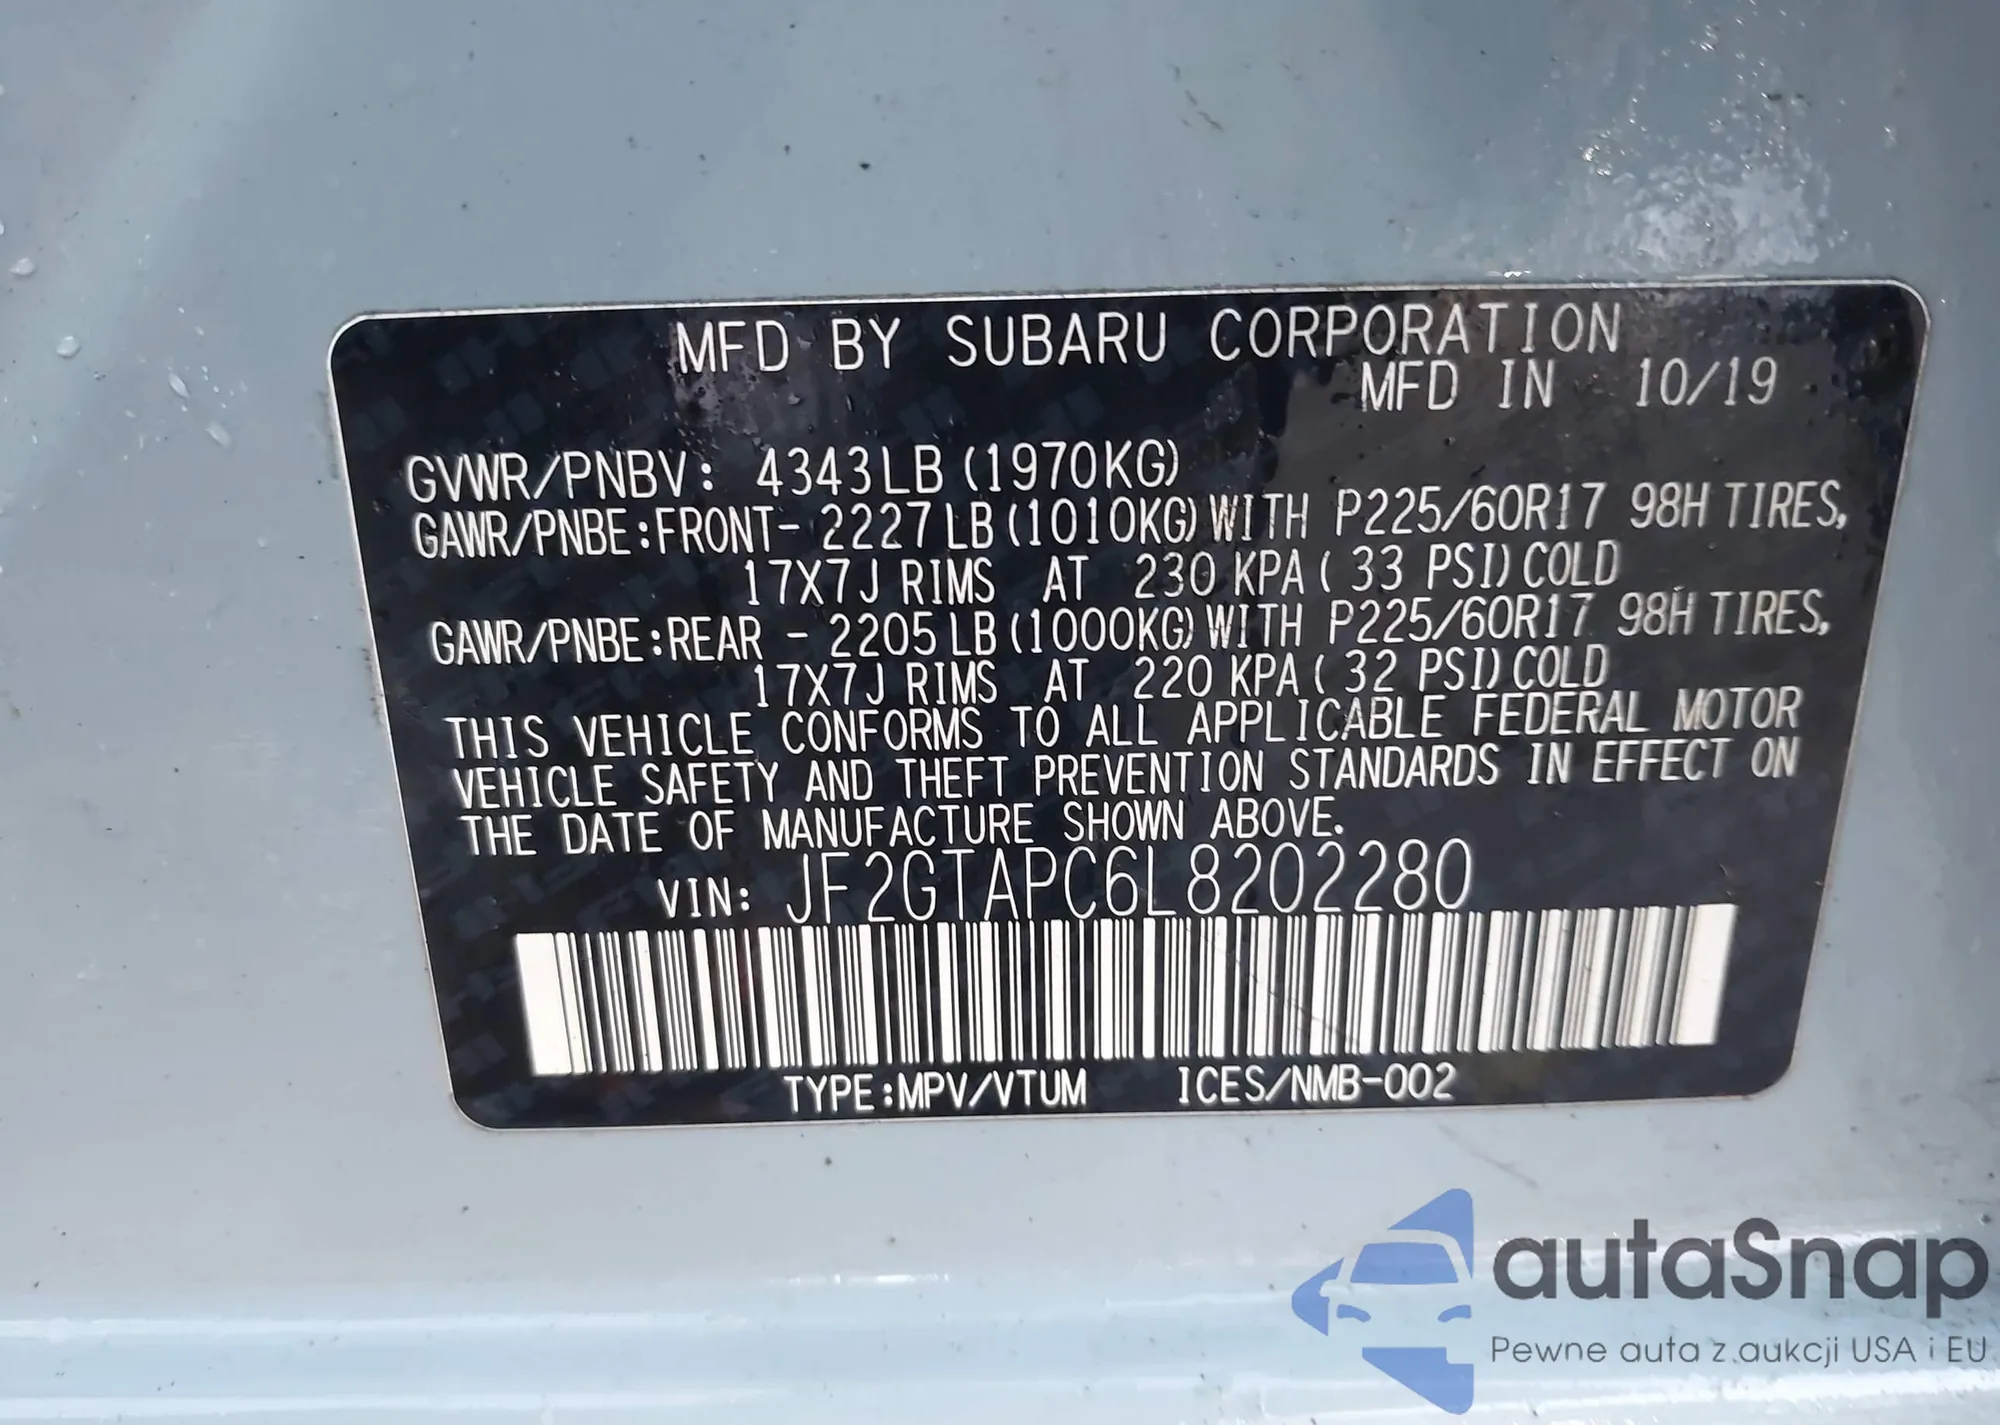 MFD BY SUBARU CORPORATION
MFD IN 10/19
GVWR/PNBV: 4343LB (1970KG)
GAWR/PNBE:FRONT- 2227LB (1010KG) WITH P225/60R17 98H TIRES,
17X7J RIMS AT 230 KPA ( 33 PSI) COLD
GAWR/PNBE:REAR - 2205LB (1000KG) WITH P225/60R17 98H TIRES,
17X7J RIMS AT 220 KPA ( 32 PSI) COLD
THIS VEHICLE CONFORMS TO ALL APPLICABLE FEDERAL MOTOR
VEHICLE SAFETY AND THEFT PREVENTION STANDARDS IN EFFECT ON
THE DATE OF MANUFACTURE SHOWN ABOVE.
VIN: JF2GTAPC6L8202280
TYPE:MPV/VTUM ICES/NMB-002
autaSnap
Pewne auta z aukcji USA i EU